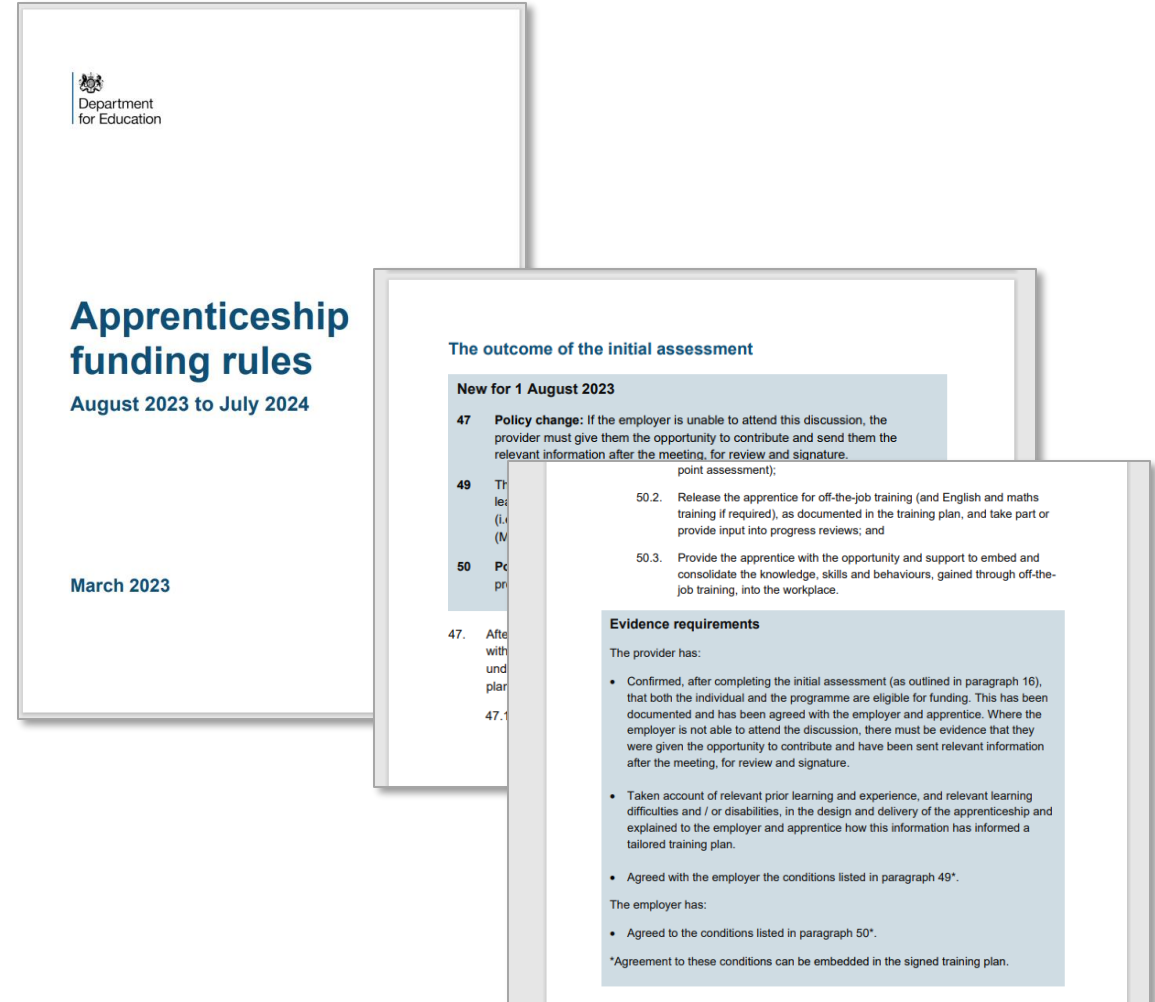 Department
for Education
Apprenticeship
funding rules
August 2023 to July 2024
March 2023
The outcome of the initial assessment
New for 1 August 2023
47 Policy change: If the employer is unable to attend this discussion, the
provider must give them the opportunity to contribute and send them the
relevant information after the meeting, for review and signature.
49
50
47.
with
47.1
point assessment);
50.2. Release the apprentice for off-the-job training (and English and maths
training if required), as documented in the training plan, and take part or
provide input into progress reviews; and
50.3. Provide the apprentice with the opportunity and support to embed and
consolidate the knowledge, skills and behaviours, gained through off-the-
job training, into the workplace.
Evidence requirements
The provider has:
• Confirmed, after completing the initial assessment (as outlined in paragraph 16),
that both the individual and the programme are eligible for funding. This has been
documented and has been agreed with the employer and apprentice. Where the
employer is not able to attend the discussion, there must be evidence that they
were given the opportunity to contribute and have been sent relevant information
after the meeting, for review and signature.
• Taken account of relevant prior learning and experience, and relevant learning
difficulties and / or disabilities, in the design and delivery of the apprenticeship and
explained to the employer and apprentice how this information has informed a
tailored training plan.
• Agreed with the employer the conditions listed in paragraph 49*.
The employer has:
• Agreed to the conditions listed in paragraph 50*.
*Agreement to these conditions can be embedded in the signed training plan.